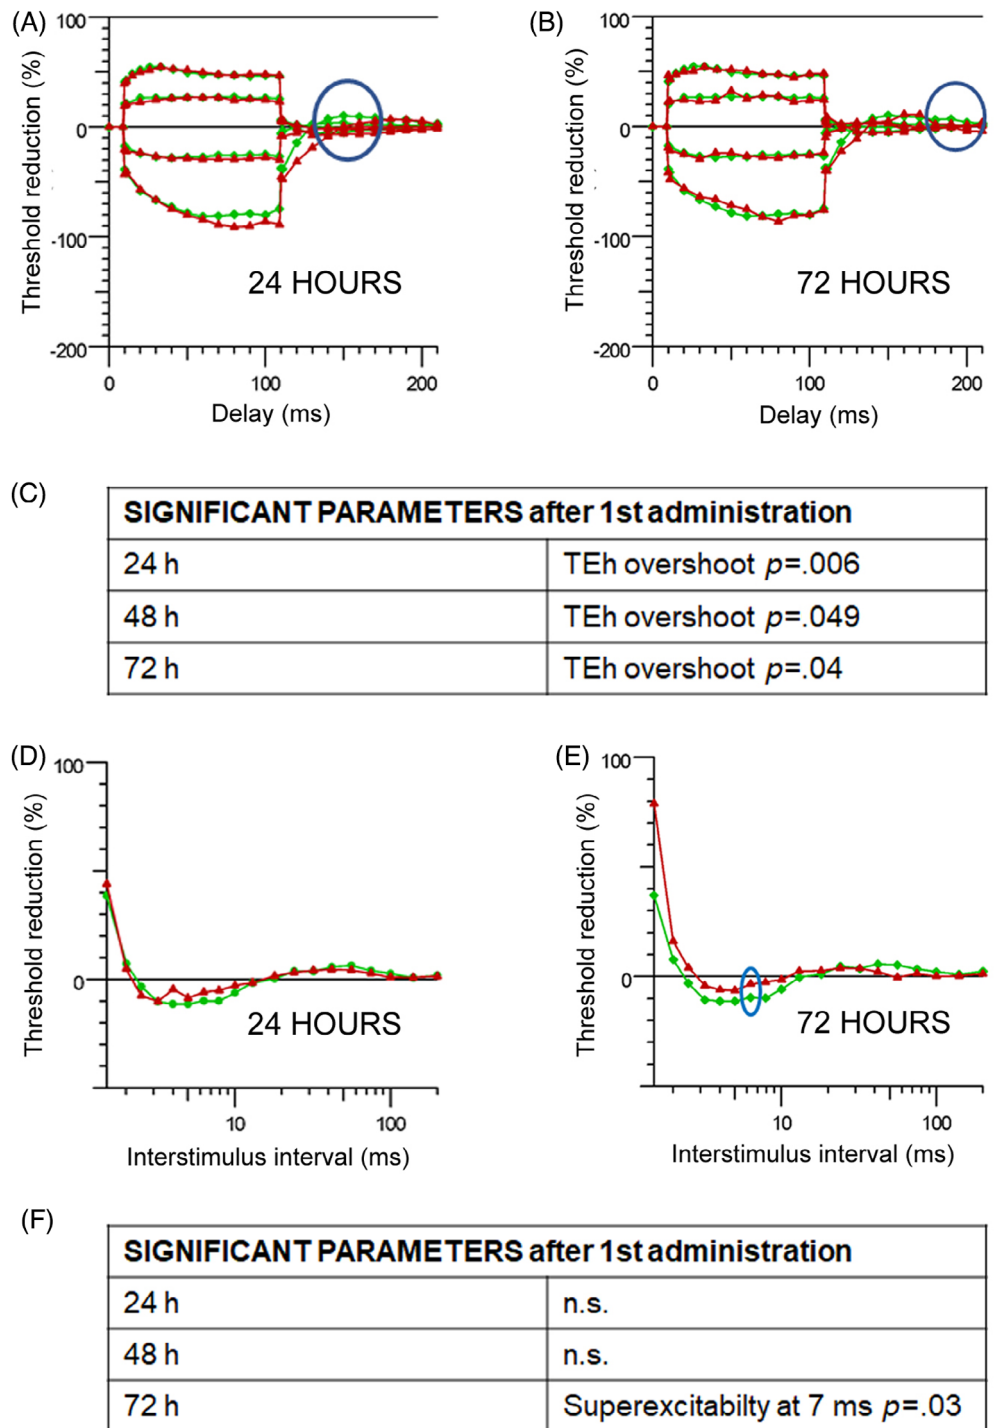 (A)
100
0
-100
-200
Threshold reduction (%)
24 HOURS
0 100 200
Delay (ms)
(B)
100
0
-100
-200
Threshold reduction (%)
72 HOURS
0 100 200
Delay (ms)
(C)
SIGNIFICANT PARAMETERS after 1st administration
24 h TEh overshoot p=.006
48 h TEh overshoot p=.049
72 h TEh overshoot p=.04
(D)
100
0
Threshold reduction (%)
24 HOURS
10 100
Interstimulus interval (ms)
(E)
100
0
Threshold reduction (%)
72 HOURS
10 100
Interstimulus interval (ms)
(F)
SIGNIFICANT PARAMETERS after 1st administration
24 h n.s.
48 h n.s.
72 h Superexcitabilty at 7 ms p=.03